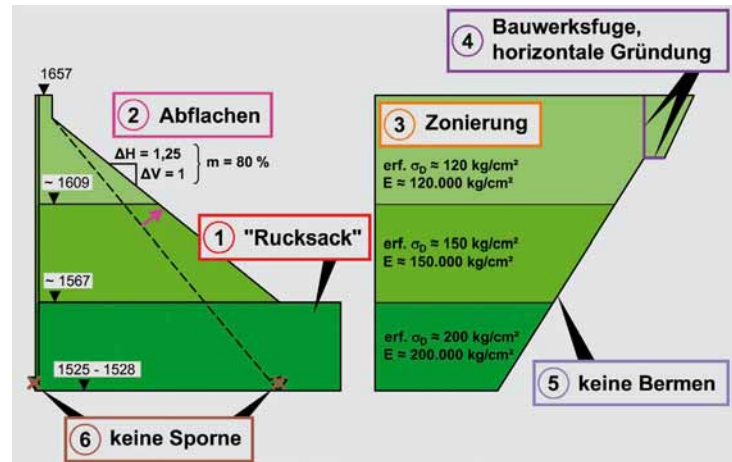 1657
② Abflachen
ΔH = 1,25
ΔV = 1
m = 80 %
~ 1609
① "Rucksack"
~ 1567
1525 - 1528
⑥ keine Sporne
④ Bauwerksfuge,
horizontale Gründung
③ Zonierung
erf. σD ≈ 120 kg/cm²
E ≈ 120.000 kg/cm²
erf. σD ≈ 150 kg/cm²
E ≈ 150.000 kg/cm²
erf. σD ≈ 200 kg/cm²
E ≈ 200.000 kg/cm²
⑤ keine Bermen